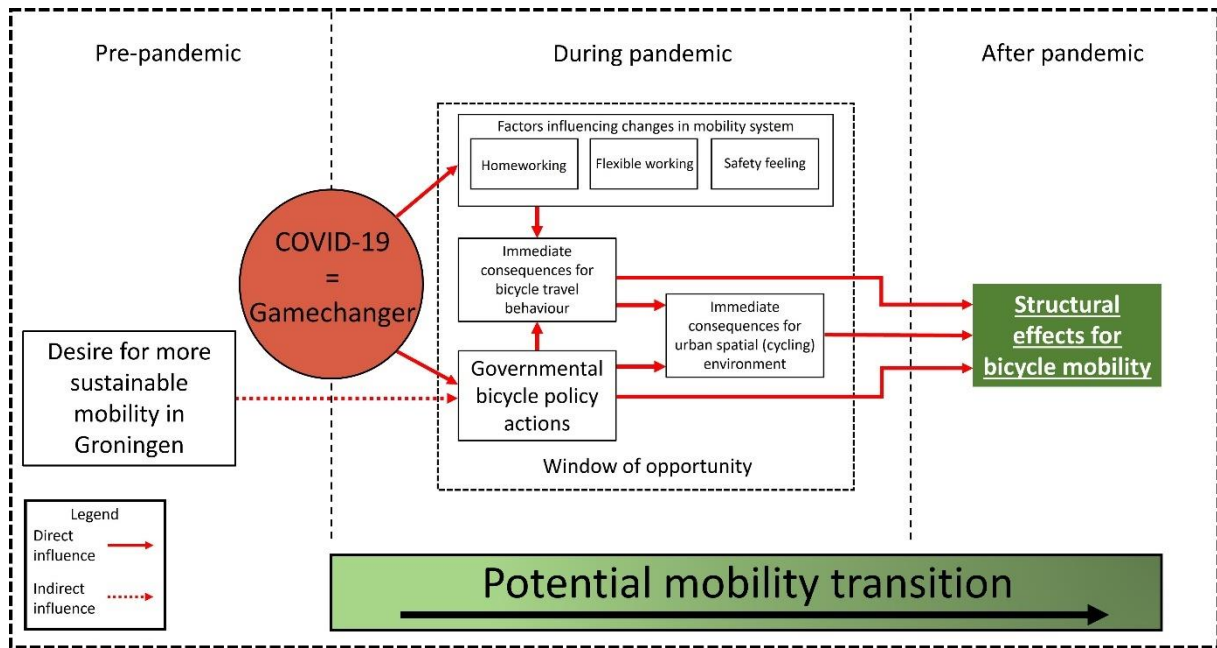 Pre-pandemic
During pandemic
After pandemic
Factors influencing changes in mobility system
Homeworking
Flexible working
Safety feeling
COVID-19
=
Gamechanger
Immediate
consequences for
bicycle travel
behaviour
Immediate
consequences for
urban spatial (cycling)
environment
Governmental
bicycle policy
actions
Window of opportunity
Structural
effects for
bicycle mobility
Desire for more
sustainable
mobility in
Groningen
Legend
Direct
influence
Indirect
influence
Potential mobility transition